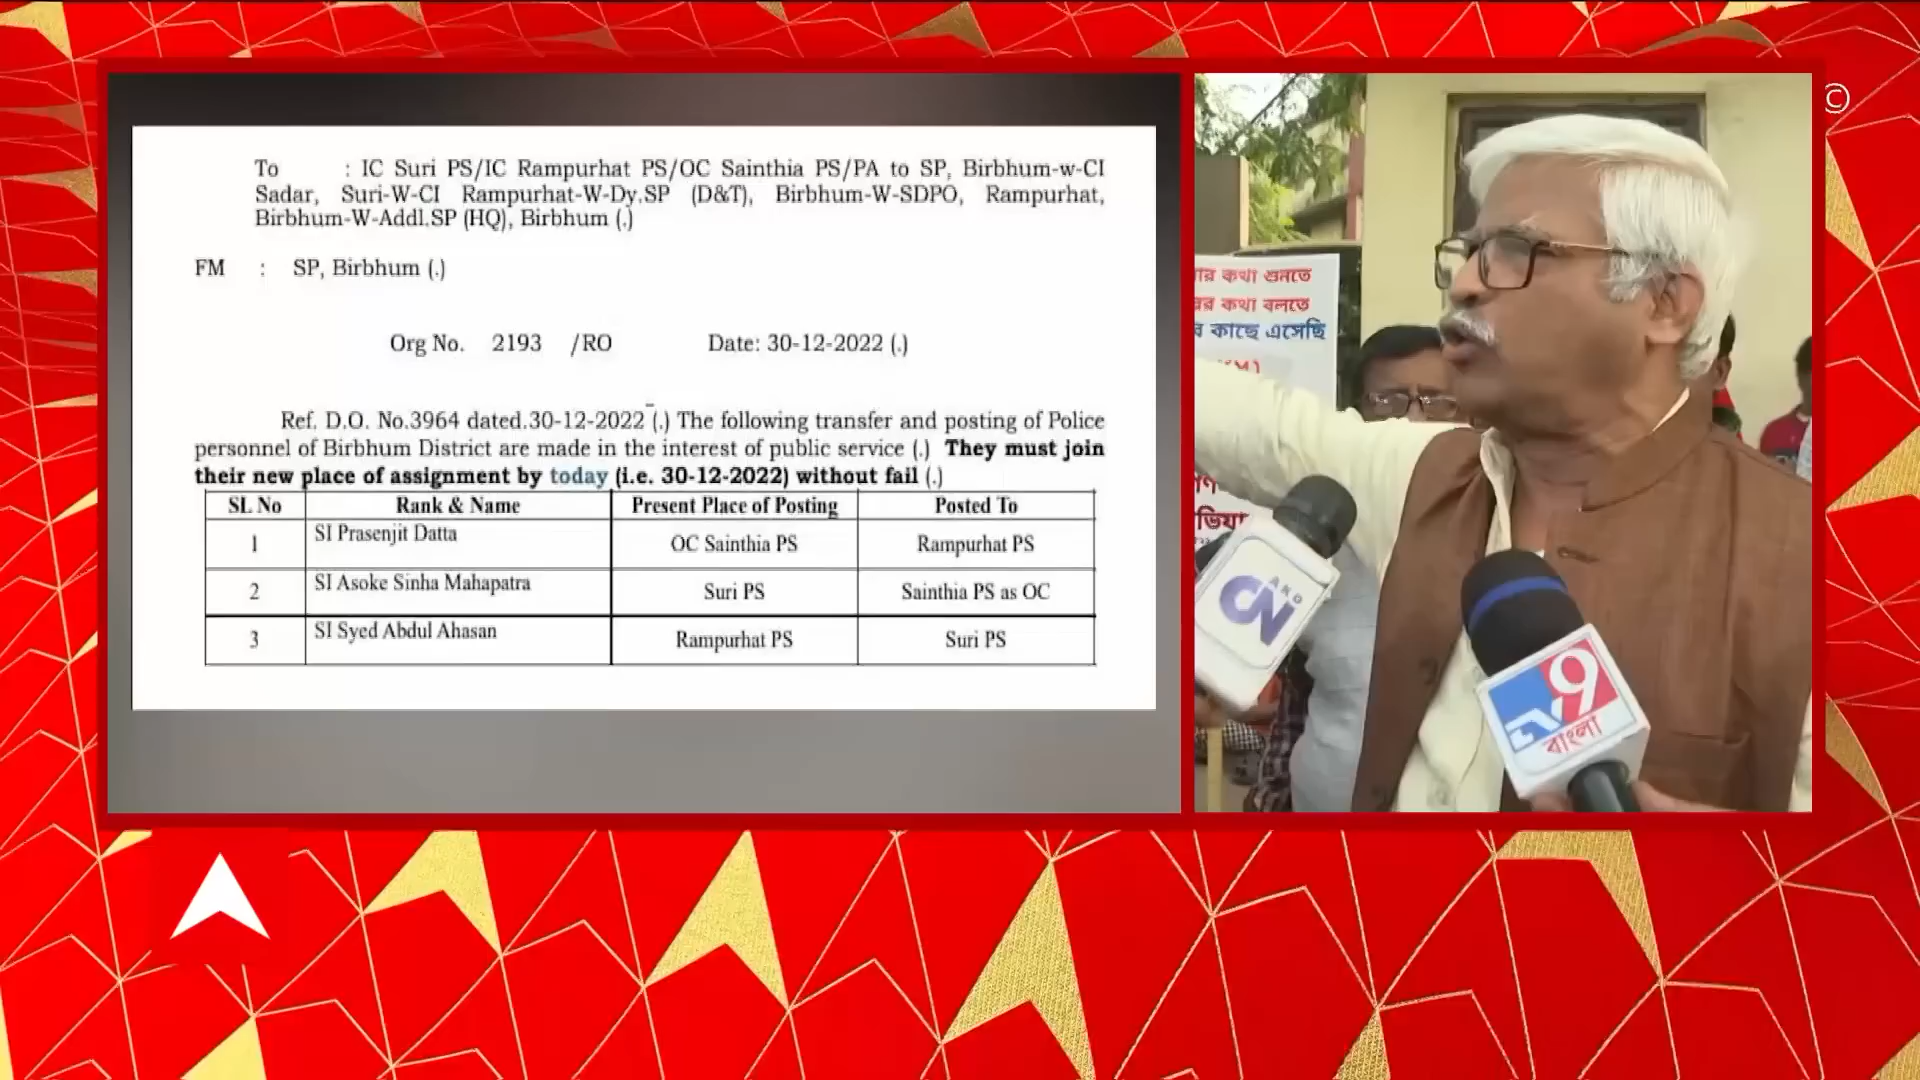 To : IC Suri PS/IC Rampurhat PS/OC Sainthia PS/PA to SP, Birbhum-w-CI
Sadar, Suri-W-CI Rampurhat-W-Dy.SP (D&T), Birbhum-W-SDPO, Rampurhat,
Birbhum-W-Addl.SP (HQ), Birbhum (.)
FM : SP, Birbhum (.)
Org No. 2193 /RO Date: 30-12-2022 (.)
Ref. D.O. No.3964 dated.30-12-2022 (.) The following transfer and posting of Police
personnel of Birbhum District are made in the interest of public service (.) They must join
their new place of assignment by today (i.e. 30-12-2022) without fail (.)
SL No Rank & Name Present Place of Posting Posted To
1 SI Prasenjit Datta OC Sainthia PS Rampurhat PS
2 SI Asoke Sinha Mahapatra Suri PS Sainthia PS as OC
3 SI Syed Abdul Ahasan Rampurhat PS Suri PS
©
কথা শুনতে
কথা বলতে
কাছে এসেছি
CN
TV9
বাংলা